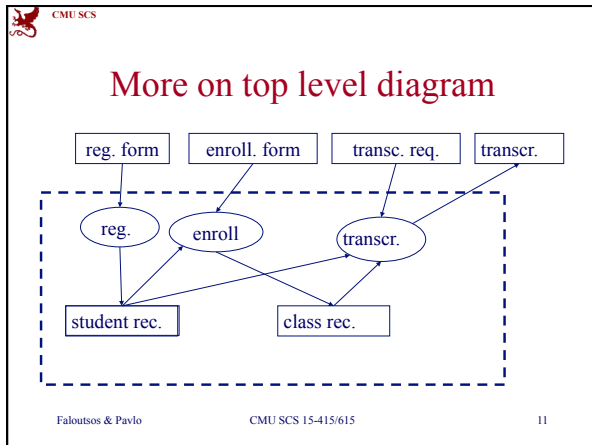 CMU SCS
More on top level diagram
reg. form enroll. form transc. req. transcr.
reg. enroll transcr.
student rec. class rec.
Faloutsos & Pavlo CMU SCS 15-415/615 11